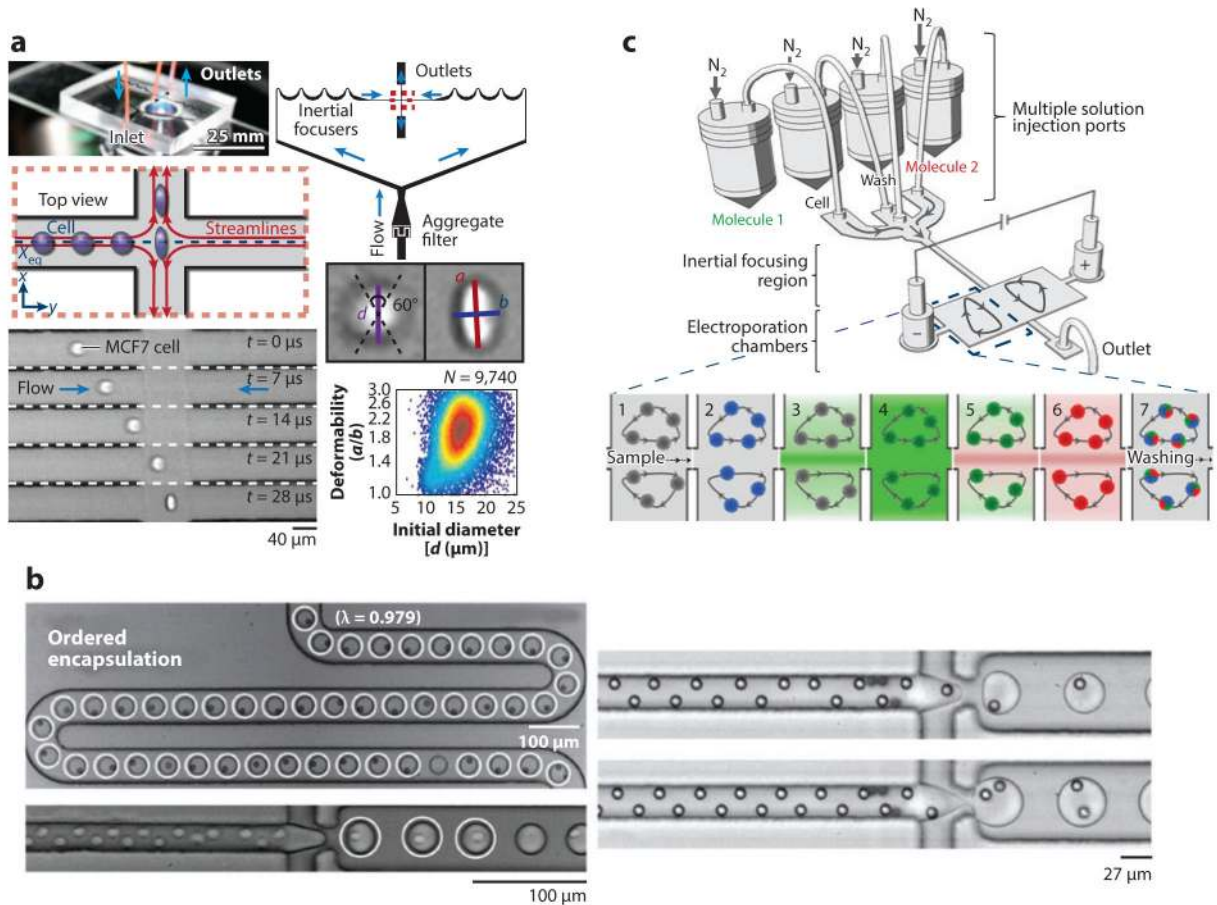 a
Outlets
Inlet
25 mm
Outlets
Inertial
focusers
Flow
Aggregate
filter
Top view
Cell
Streamlines
Xeq
x
y
d
60°
a
b
MCF7 cell
t = 0 µs
Flow
t = 7 µs
t = 14 µs
t = 21 µs
t = 28 µs
40 µm
N = 9,740
Deformability
(a/b)
3.0
2.6
2.2
1.8
1.4
1.0
5 10 15 20 25
Initial diameter
[d (µm)]
c
N2
N2
N2
N2
Multiple solution
injection ports
Molecule 1
Cell
Wash
Molecule 2
Inertial focusing
region
Electroporation
chambers
+
–
Outlet
1 2 3 4 5 6 7
Sample
Washing
b
Ordered
encapsulation
(λ = 0.979)
100 µm
100 µm
27 µm